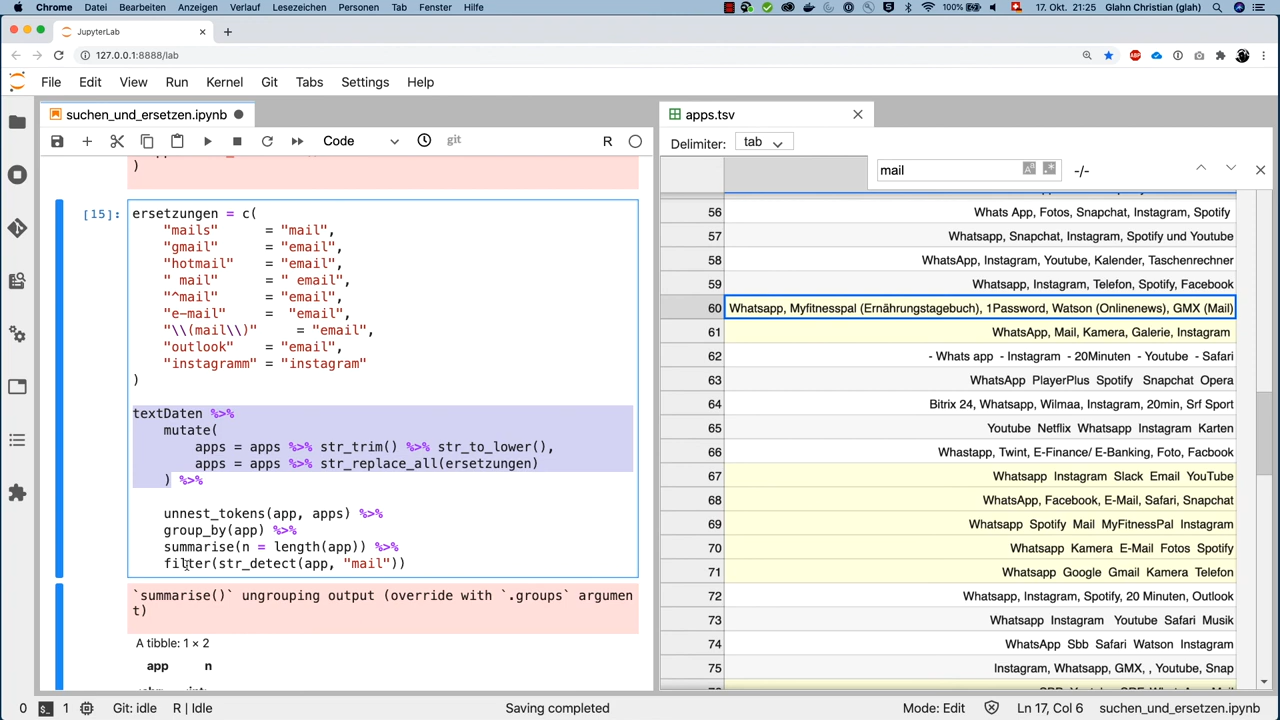 Chrome Datei Bearbeiten Anzeigen Verlauf Lesezeichen Personen Tab Fenster Hilfe 100% 17. Okt. 21:25 Glahn Christian (glah)
JupyterLab
127.0.0.1:8888/lab
File Edit View Run Kernel Git Tabs Settings Help
suchen_und_ersetzen.ipynb
Code git R
)
[15]:
ersetzungen = c(
"mails" = "mail",
"gmail" = "email",
"hotmail" = "email",
" mail" = " email",
"^mail" = "email",
"e-mail" = "email",
"\\(mail\\)" = "email",
"outlook" = "email",
"instagramm" = "instagram"
)
textDaten %>%
mutate(
apps = apps %>% str_trim() %>% str_to_lower(),
apps = apps %>% str_replace_all(ersetzungen)
) %>%
unnest_tokens(app, apps) %>%
group_by(app) %>%
summarise(n = length(app)) %>%
filter(str_detect(app, "mail"))
`summarise()` ungrouping output (override with `.groups` argumen
t)
A tibble: 1 × 2
app n
apps.tsv
Delimiter: tab
mail -/-
56 Whats App, Fotos, Snapchat, Instagram, Spotify
57 Whatsapp, Snapchat, Instagram, Spotify und Youtube
58 WhatsApp, Instagram, Youtube, Kalender, Taschenrechner
59 Whatsapp, Instagram, Telefon, Spotify, Facebook
60 Whatsapp, Myfitnesspal (Ernährungstagebuch), 1Password, Watson (Onlinenews), GMX (Mail)
61 WhatsApp, Mail, Kamera, Galerie, Instagram
62 - Whats app - Instagram - 20Minuten - Youtube - Safari
63 WhatsApp PlayerPlus Spotify Snapchat Opera
64 Bitrix 24, Whatsapp, Wilmaa, Instagram, 20min, Srf Sport
65 Youtube Netflix Whatsapp Instagram Karten
66 Whastapp, Twint, E-Finance/ E-Banking, Foto, Facbook
67 Whatsapp Instagram Slack Email YouTube
68 WhatsApp, Facebook, E-Mail, Safari, Snapchat
69 Whatsapp Spotify Mail MyFitnessPal Instagram
70 WhatsApp Kamera E-Mail Fotos Spotify
71 Whatsapp Google Gmail Kamera Telefon
72 Whatsapp, Instagram, Spotify, 20 Minuten, Outlook
73 Whatsapp Instagram Youtube Safari Musik
74 WhatsApp Sbb Safari Watson Instagram
75 Instagram, Whatsapp, GMX, , Youtube, Snap
0 1 Git: idle R | Idle Saving completed Mode: Edit Ln 17, Col 6 suchen_und_ersetzen.ipynb